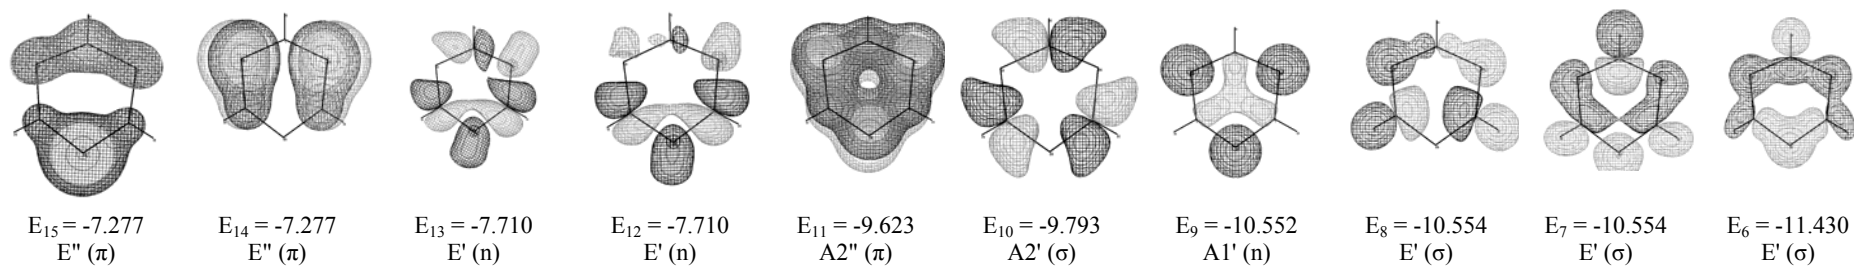 E15 = -7.277 E14 = -7.277 E13 = -7.710 E12 = -7.710 E11 = -9.623 E10 = -9.793 E9 = -10.552 E8 = -10.554 E7 = -10.554 E6 = -11.430
E" (π) E" (π) E' (n) E' (n) A2" (π) A2' (σ) A1' (n) E' (σ) E' (σ) E' (σ)